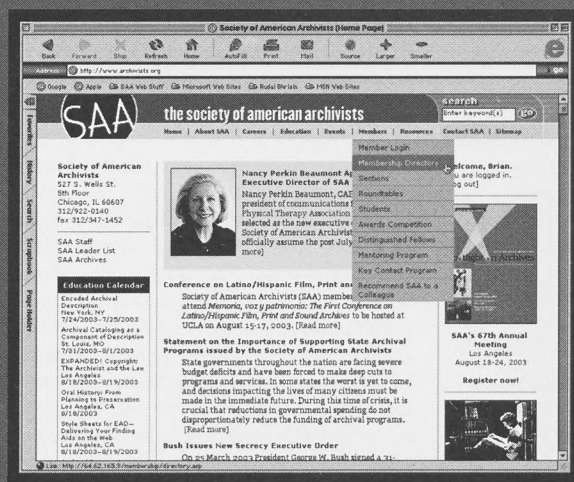 Society of American Archivists (Home Page)
Back Forward Stop Refresh Home AutoFill Print Mail Source Larger Smaller
Address http://www.archivists.org go
Google Apple SAA Web Stuff Microsoft Web Sites MSN Web Sites
Favorites
History
Search
Scrapbook
Page Holder
SAA
the society of american archivists
search
Enter keyword(s) go
Home | About SAA | Careers | Education | Events | Members | Resources Contact SAA | Sitemap
Member Login
Membership Directory
Sections
Roundtables
Students
Awards Competition
Distinguished Fellows
Mentoring Program
Key Contact Program
Recommend SAA to a
Colleague
Society of American
Archivists
527 S. Wells St.
5th Floor
Chicago, IL 60607
312/922-0140
fax 312/347-1452
SAA Staff
SAA Leader List
SAA Archives
Education Calendar
Encoded Archival
Description
New York, NY
7/24/2003-7/25/2003
Archival Cataloging as a
Component of Description
St. Louis, MO
7/31/2003-8/1/2003
EXPANDED! Copyright:
The Archivist and the Law
Los Angeles
8/18/2003-8/19/2003
Oral History: From
Planning to Preservation
Los Angeles, CA
8/18/2003
Style Sheets for EAD—
Delivering Your Finding
Aids on the Web
Los Angeles, CA
8/18/2003-8/19/2003
Nancy Perkin Beaumont
Executive Director of SAA
Nancy Perkin Beaumont, CAE
president of communications
Physical Therapy Association
selected as the new executive
Society of American Archivist
officially assume the post July
more]
Conference on Latino/Hispanic Film, Print and
Society of American Archivists (SAA) member
attend Memoria, voz y patrimonio: The First Conference on
Latino/Hispanic Film, Print and Sound Archives to be hosted at
UCLA on August 15-17, 2003. [Read more]
Statement on the Importance of Supporting State Archival
Programs issued by the Society of American Archivists
State governments throughout the nation are facing severe
budget deficits and have been forced to make deep cuts to
programs and services. In some states the worst is yet to come,
and decisions impacting the lives of many citizens must be
made in the immediate future. During this time of crisis, it is
crucial that reductions in governmental spending do not
disproportionately reduce the funding of archival programs.
[Read more]
Bush Issues New Secrecy Executive Order
On 25 March 2003 President George W. Bush signed a 31-
elcome, Brian.
ou are logged in.
og out]
X
Archives
SAA's 67th Annual
Meeting
Los Angeles
August 18-24, 2003
Register now!
Link: http://64.62.163.9/membership/directory.asp